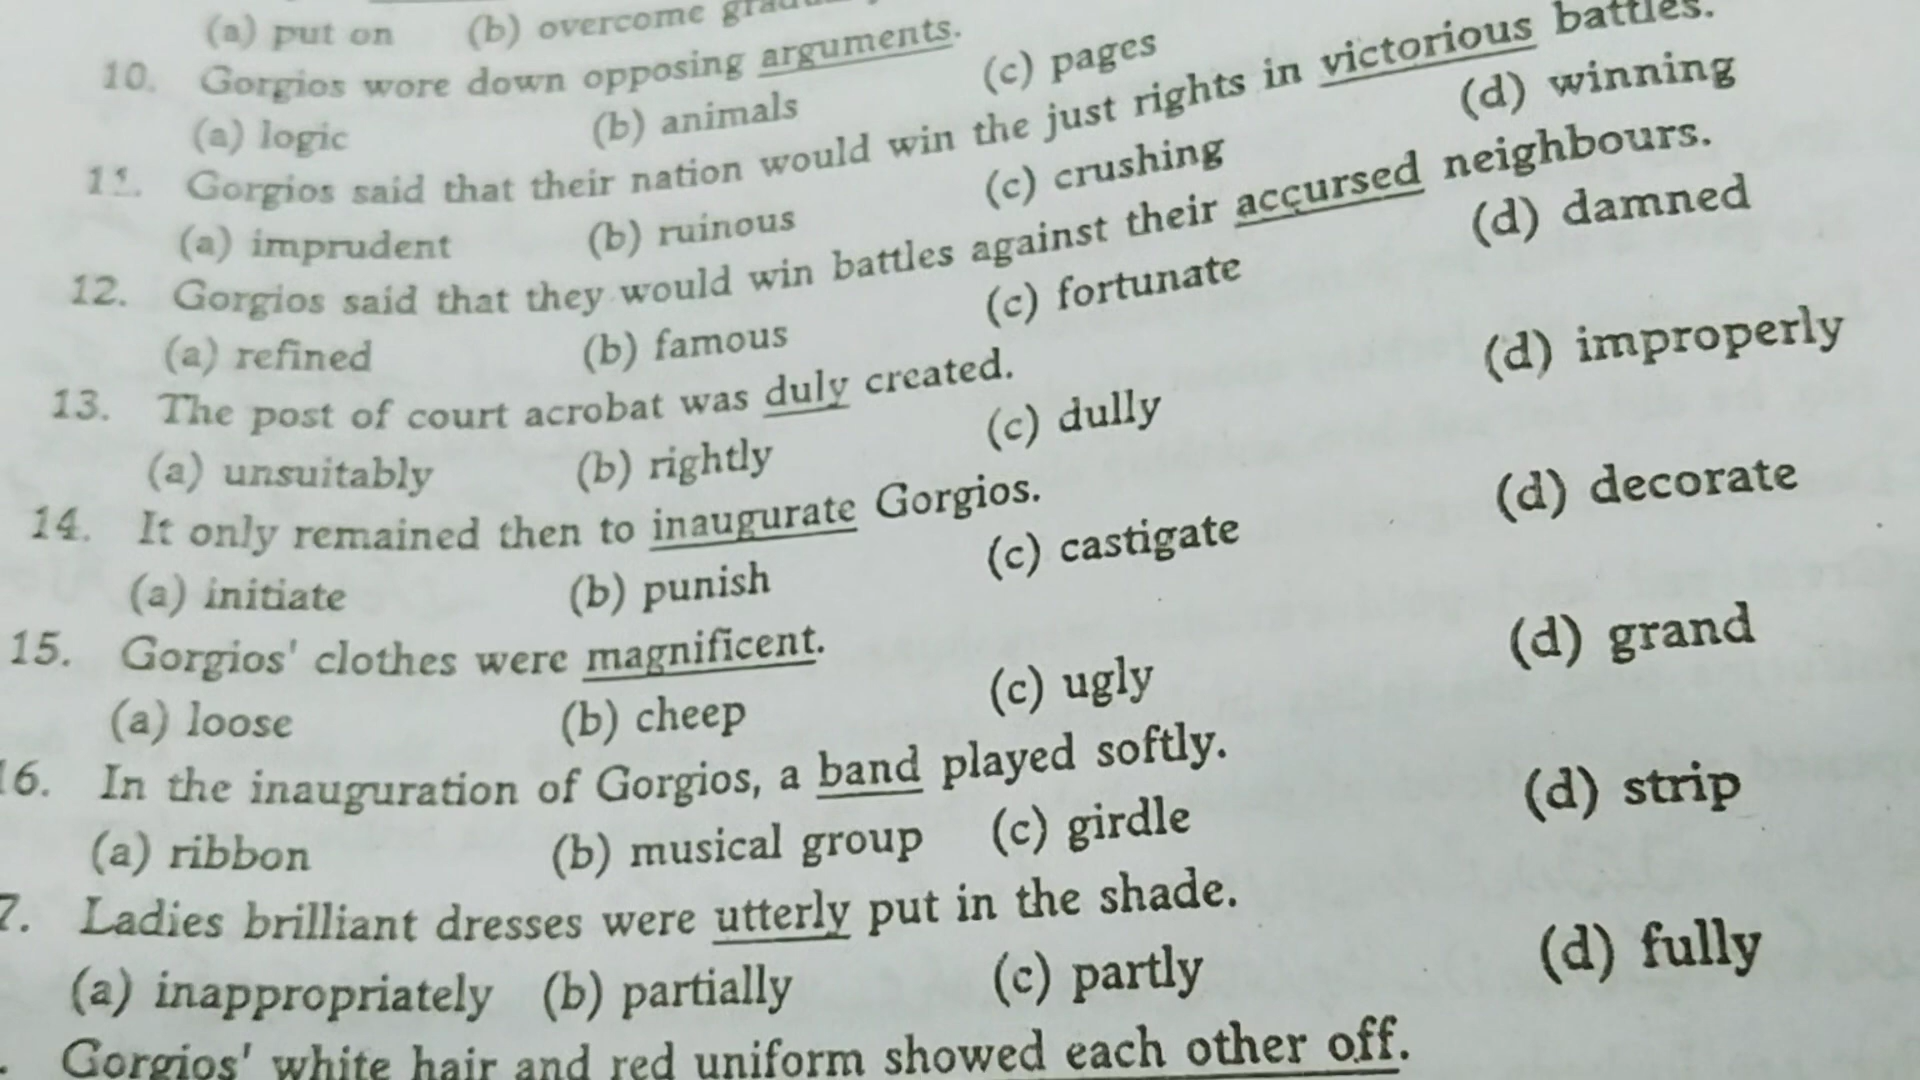 (a) put on (b) overcome
10. Gorgios wore down opposing arguments.
(a) logic (b) animals (c) pages
11. Gorgios said that their nation would win the just rights in victorious battles.
(a) imprudent (b) ruinous (c) crushing (d) winning
12. Gorgios said that they would win battles against their accursed neighbours.
(a) refined (b) famous (c) fortunate (d) damned
13. The post of court acrobat was duly created.
(a) unsuitably (b) rightly (c) dully (d) improperly
14. It only remained then to inaugurate Gorgios.
(a) initiate (b) punish (c) castigate (d) decorate
15. Gorgios' clothes were magnificent.
(a) loose (b) cheep (c) ugly (d) grand
16. In the inauguration of Gorgios, a band played softly.
(a) ribbon (b) musical group (c) girdle (d) strip
7. Ladies brilliant dresses were utterly put in the shade.
(a) inappropriately (b) partially (c) partly (d) fully
. Gorgios' white hair and red uniform showed each other off.